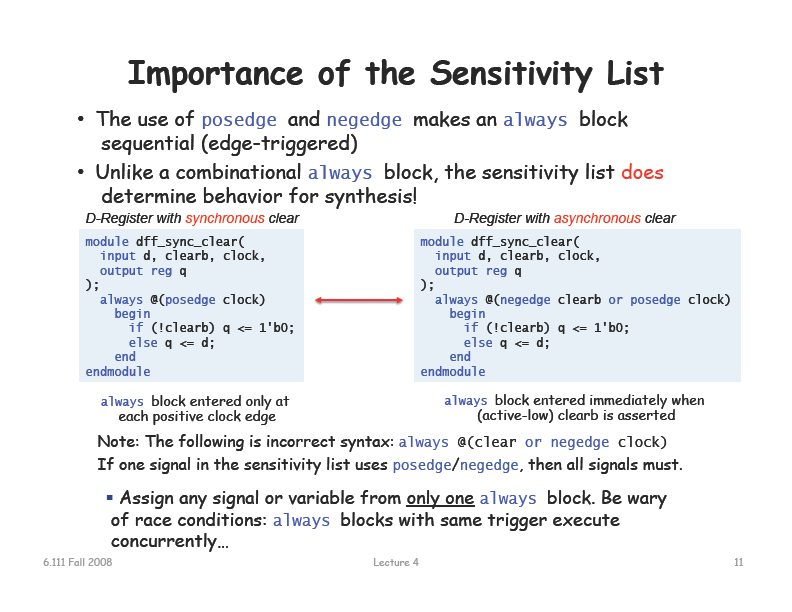 Importance of the Sensitivity List
• The use of posedge and negedge makes an always block
sequential (edge-triggered)
• Unlike a combinational always block, the sensitivity list does
determine behavior for synthesis!
D-Register with synchronous clear
module dff_sync_clear(
input d, clearb, clock,
output reg q
);
always @(posedge clock)
begin
if (!clearb) q <= 1'b0;
else q <= d;
end
endmodule
always block entered only at
each positive clock edge
D-Register with asynchronous clear
module dff_sync_clear(
input d, clearb, clock,
output reg q
);
always @(negedge clearb or posedge clock)
begin
if (!clearb) q <= 1'b0;
else q <= d;
end
endmodule
always block entered immediately when
(active-low) clearb is asserted
Note: The following is incorrect syntax: always @(clear or negedge clock)
If one signal in the sensitivity list uses posedge/negedge, then all signals must.
▪ Assign any signal or variable from only one always block. Be wary
of race conditions: always blocks with same trigger execute
concurrently…
6.111 Fall 2008
Lecture 4
11